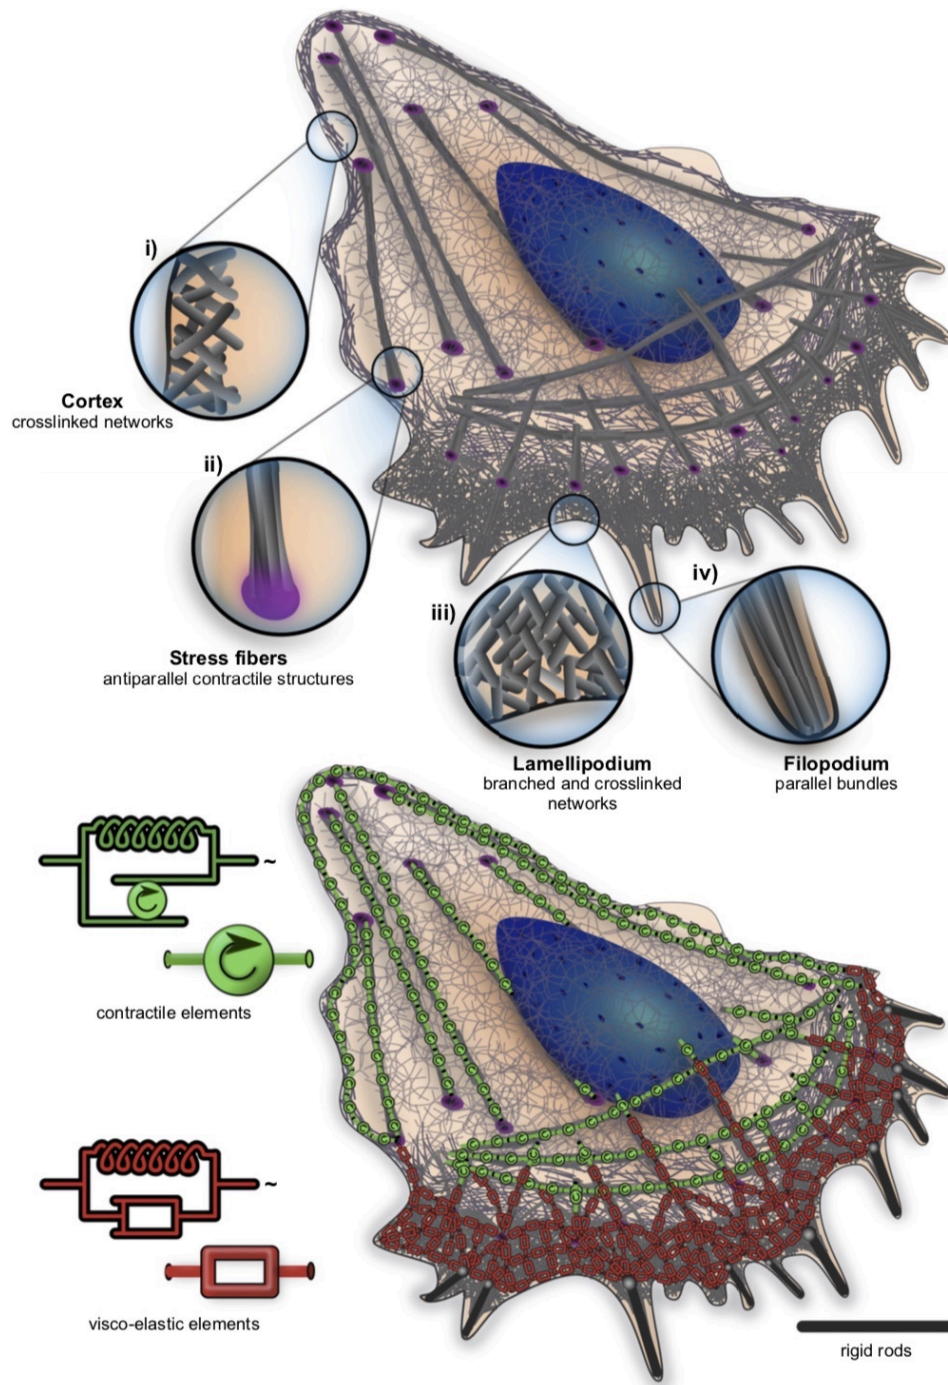 i)
Cortex
crosslinked networks
ii)
Stress fibers
antiparallel contractile structures
iii)
Lamellipodium
branched and crosslinked
networks
iv)
Filopodium
parallel bundles
~
contractile elements
~
visco-elastic elements
rigid rods